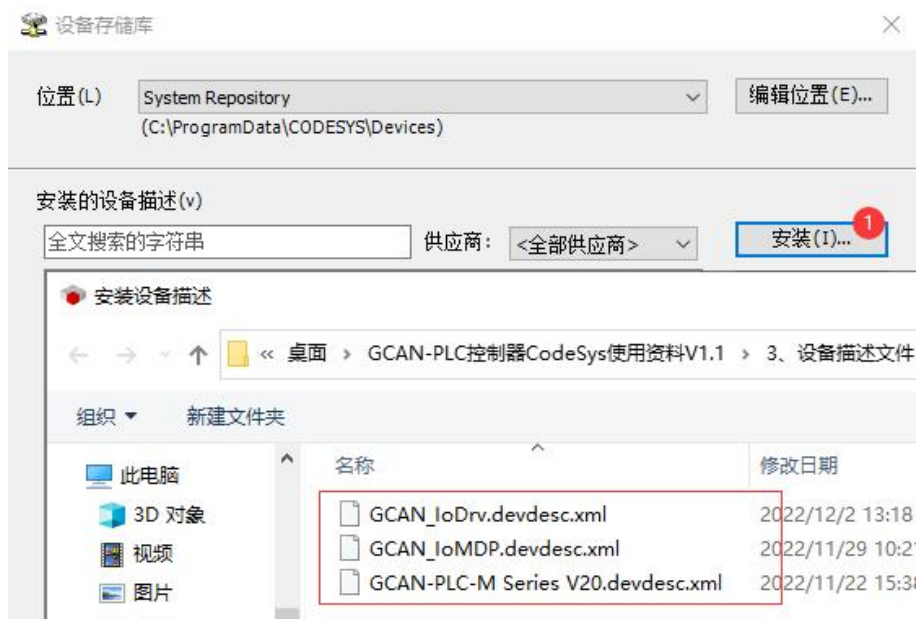 设备存储库
位置(L) System Repository 编辑位置(E)...
(C:\ProgramData\CODESYS\Devices)
安装的设备描述(v)
全文搜索的字符串 供应商: <全部供应商> 安装(I)... 1
安装设备描述
« 桌面 › GCAN-PLC控制器CodeSys使用资料V1.1 › 3、设备描述文件
组织 新建文件夹
此电脑
3D 对象
视频
图片
名称 修改日期
GCAN_IoDrv.devdesc.xml 2022/12/2 13:18
GCAN_IoMDP.devdesc.xml 2022/11/29 10:2
GCAN-PLC-M Series V20.devdesc.xml 2022/11/22 15:3